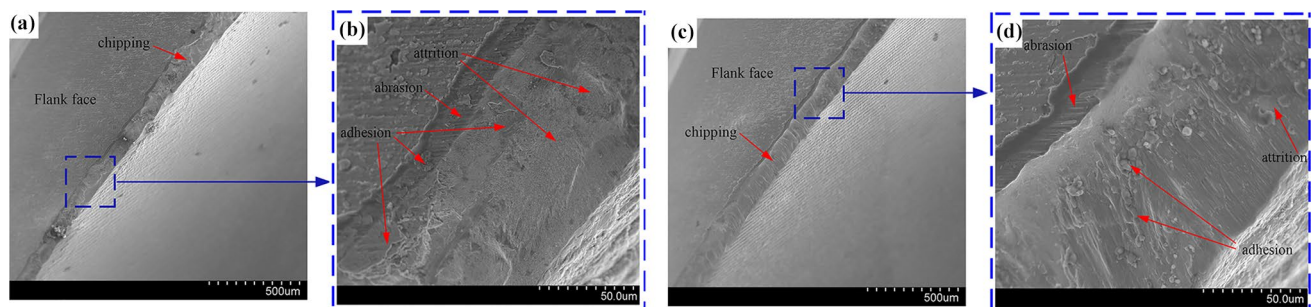 (a)
chipping
Flank face
500um
(b)
attrition
abrasion
adhesion
50.0um
(c)
Flank face
chipping
500um
(d)
abrasion
attrition
adhesion
50.0um